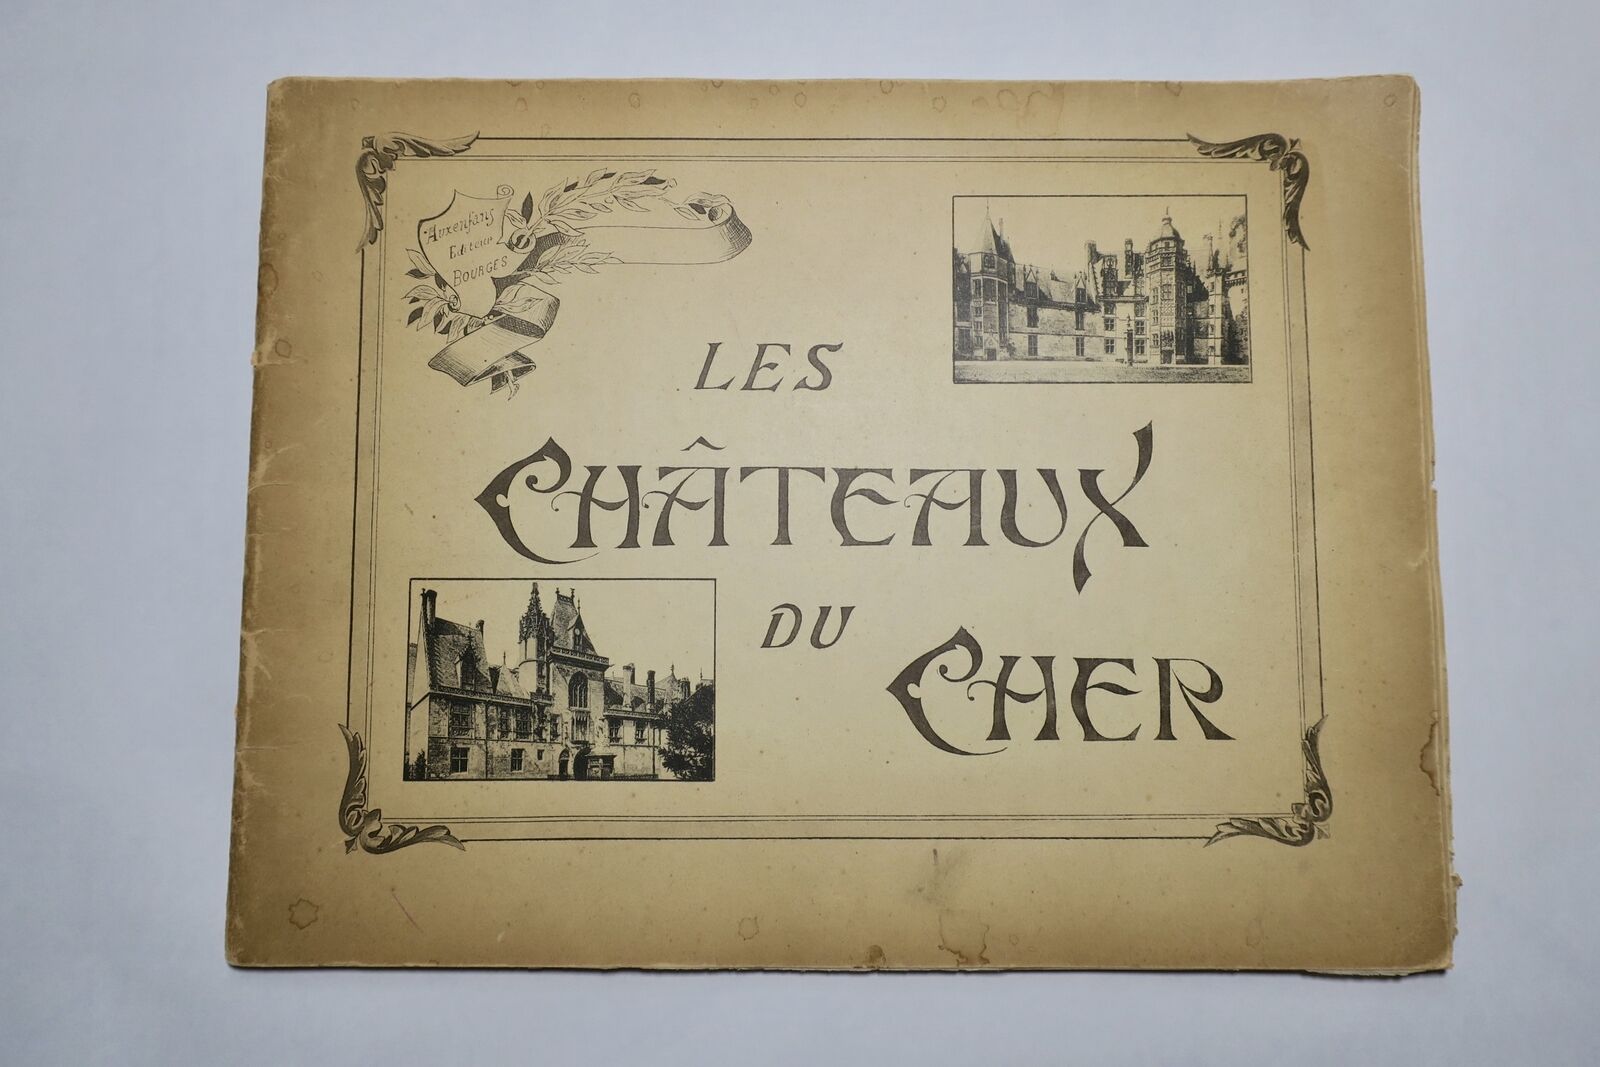 Auxenfans
Editeur
BOURGES
LES
CHÂTEAUX
DU
CHER